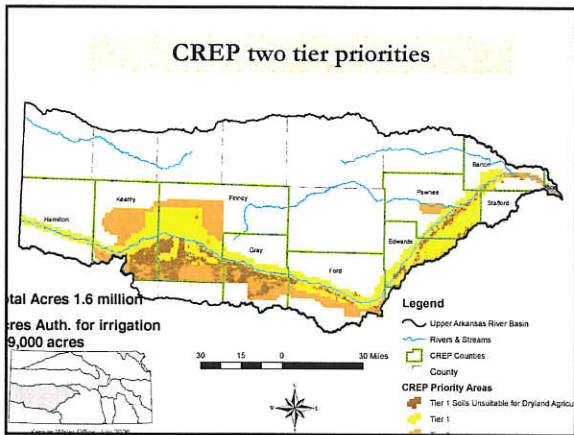 CREP two tier priorities
Barton
Pawnee
Stafford
Kearny
Finney
Hamilton
Edwards
Gray
Ford
otal Acres 1.6 million
cres Auth. for irrigation
9,000 acres
Legend
Upper Arkansas River Basin
Rivers & Streams
CREP Counties
County
CREP Priority Areas
Tier 1 Soils Unsuitable for Dryland Agricu
Tier 1
30 15 0 30 Miles
N
W E
S